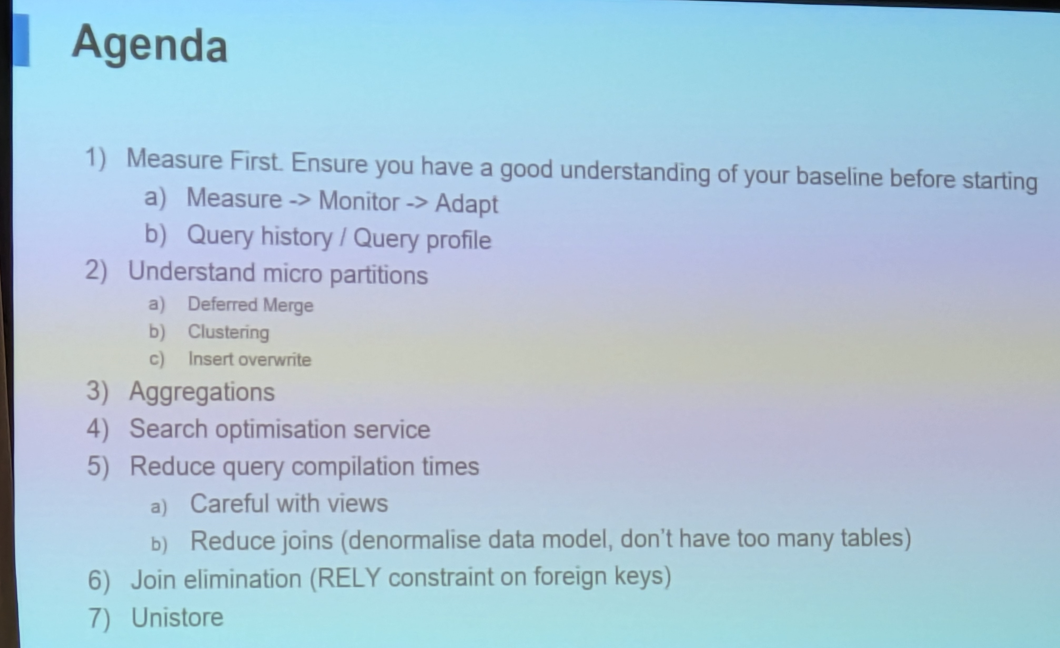 Agenda
1) Measure First. Ensure you have a good understanding of your baseline before starting
a) Measure -> Monitor -> Adapt
b) Query history / Query profile
2) Understand micro partitions
a) Deferred Merge
b) Clustering
c) Insert overwrite
3) Aggregations
4) Search optimisation service
5) Reduce query compilation times
a) Careful with views
b) Reduce joins (denormalise data model, don't have too many tables)
6) Join elimination (RELY constraint on foreign keys)
7) Unistore